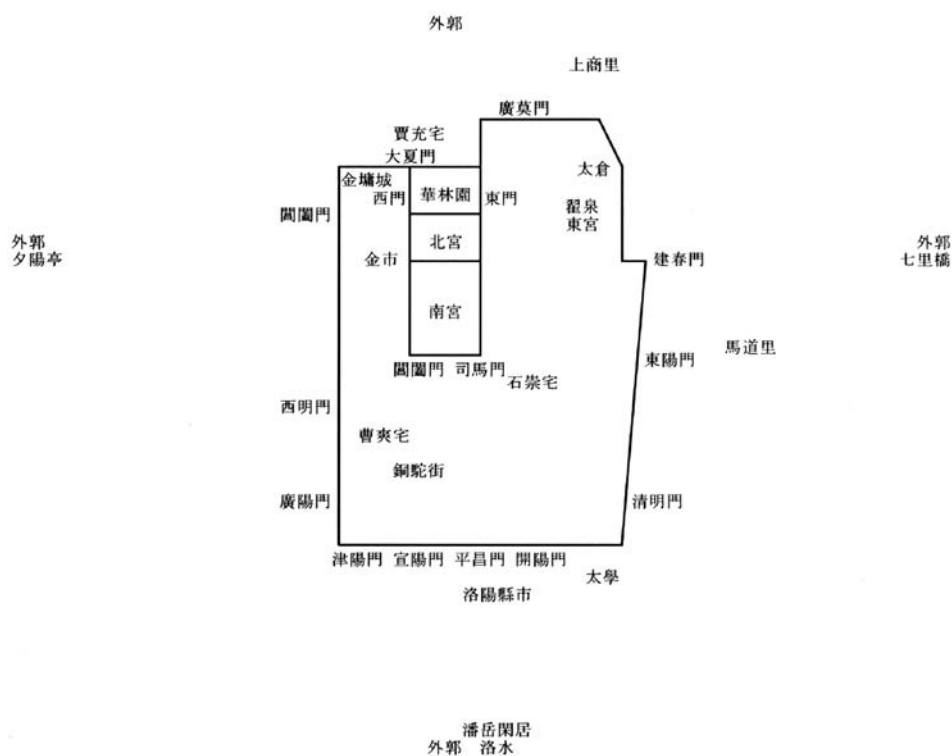 外郭
上商里
廣莫門
賈充宅
大夏門
金墉城
西門
華林園
東門
太倉
翟泉
東宮
閶闔門
外郭
夕陽亭
金市
北宮
建春門
外郭
七里橋
南宮
東陽門
馬道里
閶闔門 司馬門
石崇宅
西明門
曹爽宅
銅駝街
廣陽門
清明門
津陽門 宣陽門 平昌門 開陽門
太學
洛陽縣市
潘岳閑居
外郭 洛水